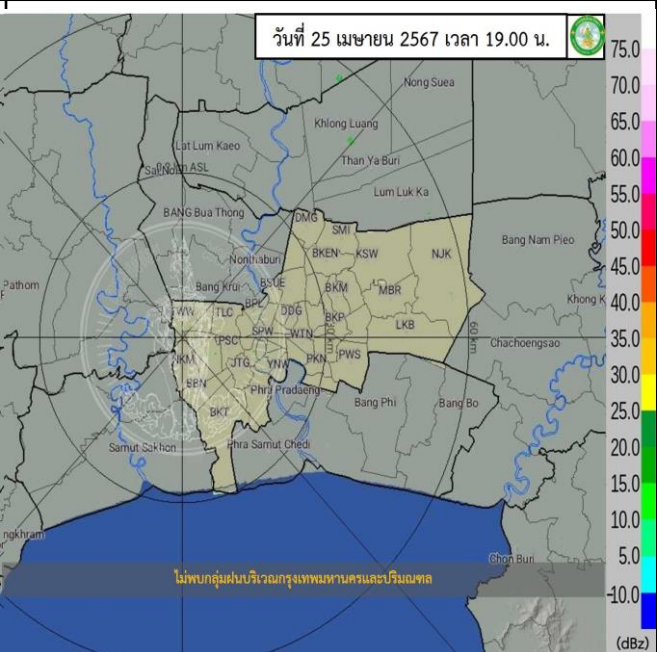 วันที่ 25 เมษายน 2567 เวลา 19.00 น.
75.0
70.0
65.0
60.0
55.0
50.0
45.0
40.0
35.0
30.0
25.0
20.0
15.0
10.0
5.0
-10.0
(dBz)
Nong Suea
Khlong Luang
Lat Lum Kaeo
Than Ya Buri
km ASL
Lum Luk Ka
BANG Bua Thong
DMG
SMI
Bang Nam Pieo
BKEN
KSW
NJK
Nonthaburi
Pathom
Bang Krui
BSUE
BKM
MBR
BPL
Khong K
TWW
TLC
DDG
BKP
LKB
PSC
SPW
WTN
30 km
60 km
Chachoengsao
NKM
JTG
YNW
PKN
PWS
BBN
Phra Pradaeng
BKT
Bang Phi
Bang Bo
Samut Sakhon
Phra Samut Chedi
ngkhram
Chon Buri
ไม่พบกลุ่มฝนบริเวณกรุงเทพมหานครและปริมณฑล